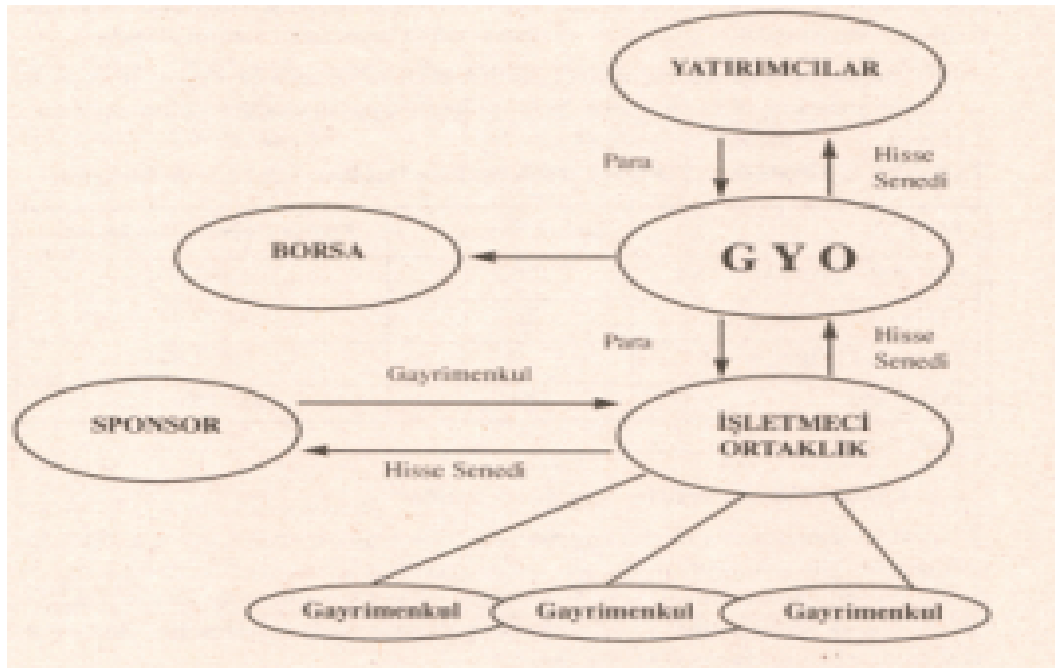 YATIRIMCILAR
Para
Hisse
Senedi
BORSA
G Y O
Para
Hisse
Senedi
Gayrimenkul
SPONSOR
İŞLETMECİ
ORTAKLIK
Hisse Senedi
Gayrimenkul
Gayrimenkul
Gayrimenkul